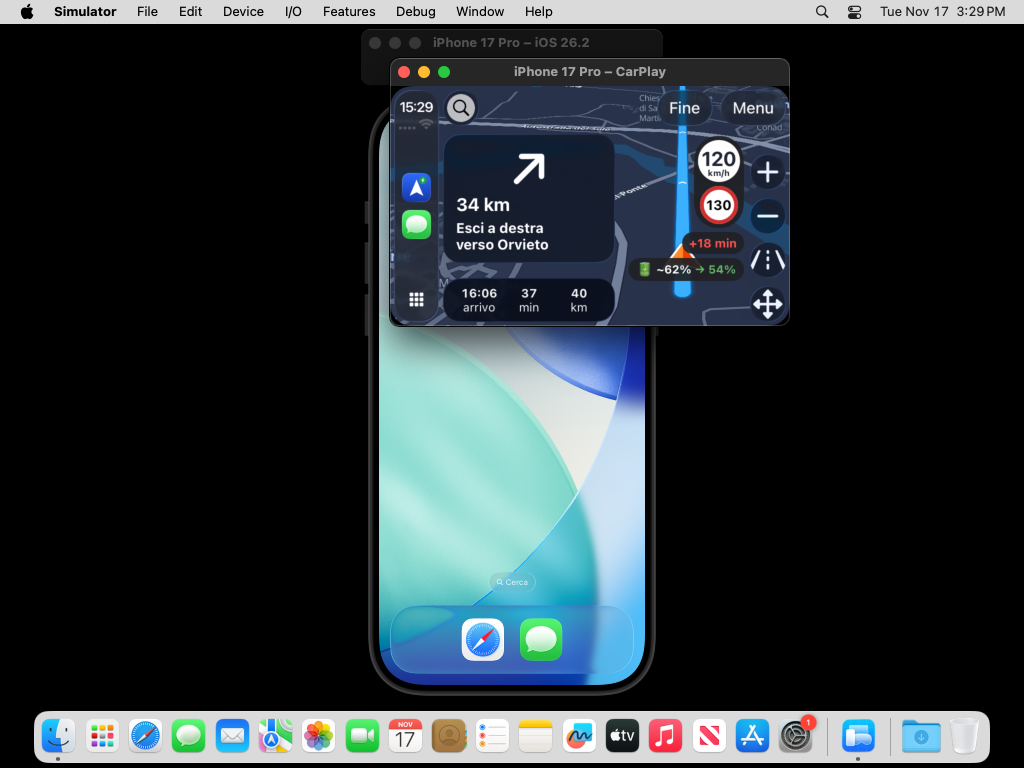 Simulator File Edit Device I/O Features Debug Window Help Tue Nov 17 3:29 PM
iPhone 17 Pro – iOS 26.2
iPhone 17 Pro – CarPlay
15:29
Fine
Menu
Conad
120
km/h
130
34 km
Esci a destra
verso Orvieto
+18 min
~62% → 54%
16:06 37 40
arrivo min km
Cerca
NOV
17
tv
1